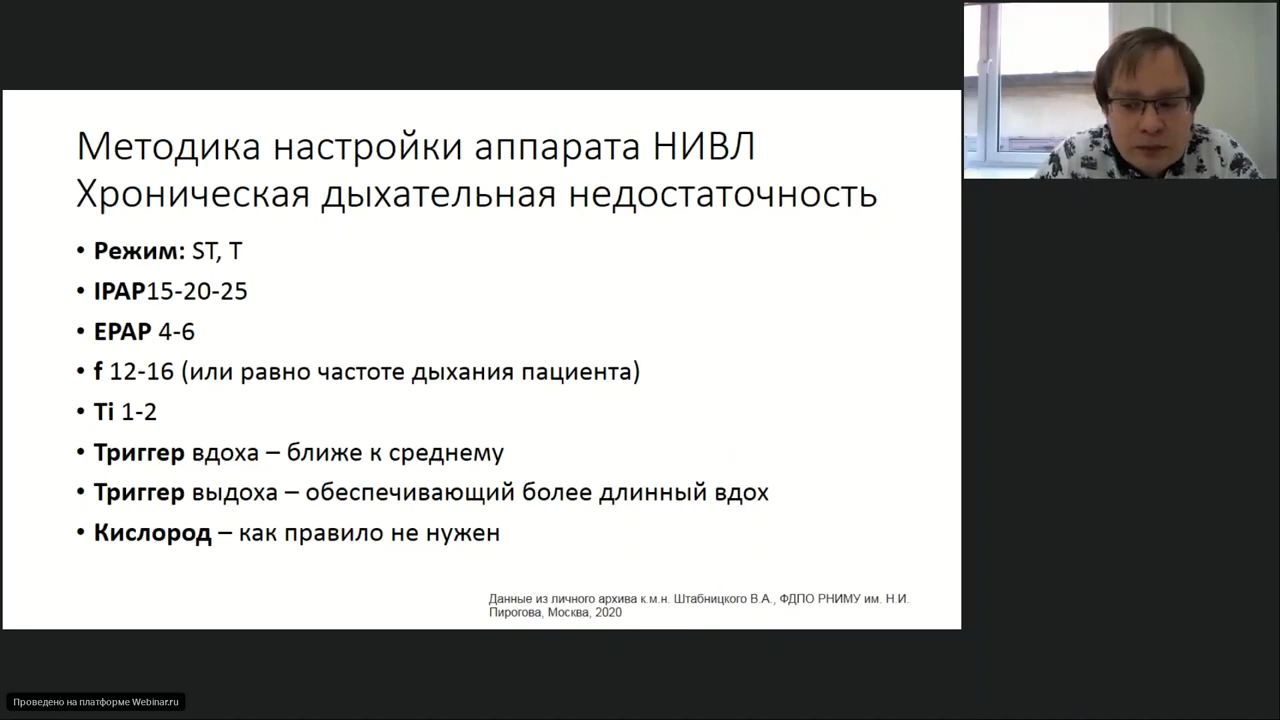 Методика настройки аппарата НИВЛ
Хроническая дыхательная недостаточность
• Режим: ST, T
• IPAP15-20-25
• EPAP 4-6
• f 12-16 (или равно частоте дыхания пациента)
• Ti 1-2
• Триггер вдоха – ближе к среднему
• Триггер выдоха – обеспечивающий более длинный вдох
• Кислород – как правило не нужен
Данные из личного архива к.м.н. Штабницкого В.А., ФДПО РНИМУ им. Н.И.
Пирогова, Москва, 2020
Проведено на платформе Webinar.ru